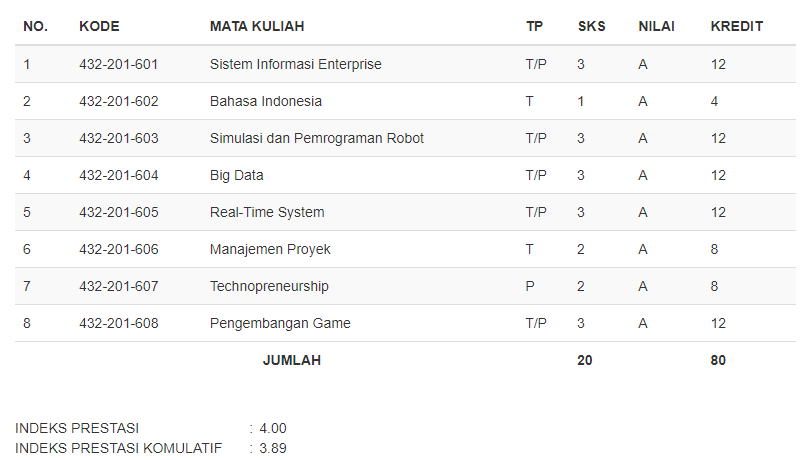 NO. KODE MATA KULIAH TP SKS NILAI KREDIT
1 432-201-601 Sistem Informasi Enterprise T/P 3 A 12
2 432-201-602 Bahasa Indonesia T 1 A 4
3 432-201-603 Simulasi dan Pemrograman Robot T/P 3 A 12
4 432-201-604 Big Data T/P 3 A 12
5 432-201-605 Real-Time System T/P 3 A 12
6 432-201-606 Manajemen Proyek T 2 A 8
7 432-201-607 Technopreneurship P 2 A 8
8 432-201-608 Pengembangan Game T/P 3 A 12
JUMLAH 20 80
INDEKS PRESTASI : 4.00
INDEKS PRESTASI KOMULATIF : 3.89